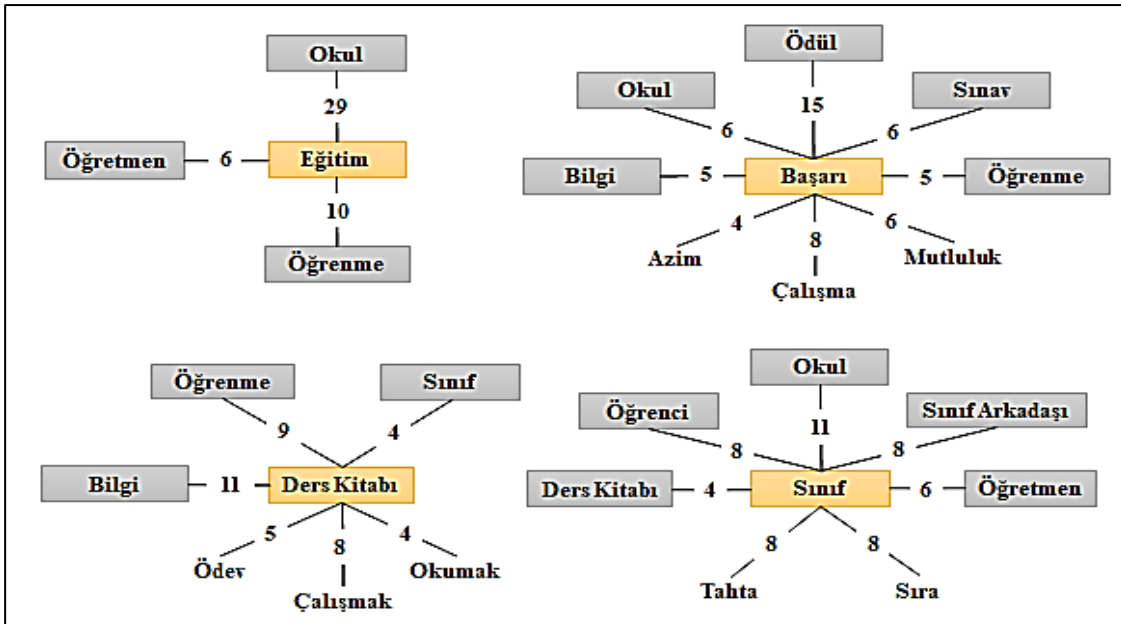 Okul
29
Öğretmen 6 Eğitim
10
Öğrenme
Ödül
Okul 15 Sınav
6 6
Bilgi 5 Başarı 5 Öğrenme
4 8 6
Azim Mutluluk
Çalışma
Öğrenme Sınıf
9 4
Bilgi 11 Ders Kitabı
5 8 4
Ödev Okumak
Çalışmak
Okul
Öğrenci 11 Sınıf Arkadaşı
8 8
Ders Kitabı 4 Sınıf 6 Öğretmen
8 8
Tahta Sıra